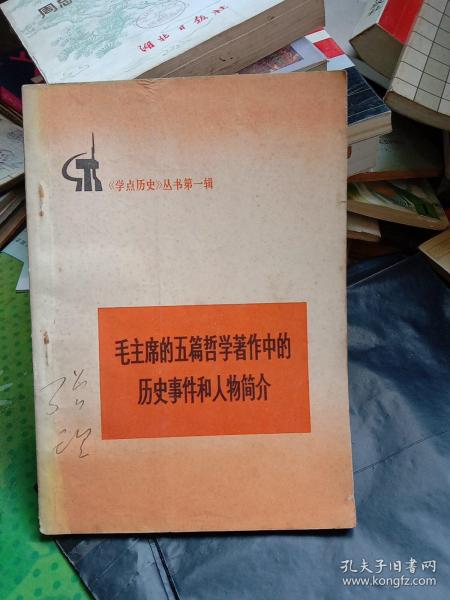 湖北日报社
《学点历史》丛书第一辑
毛主席的五篇哲学著作中的
历史事件和人物简介
孔夫子旧书网
www.kongfz.com